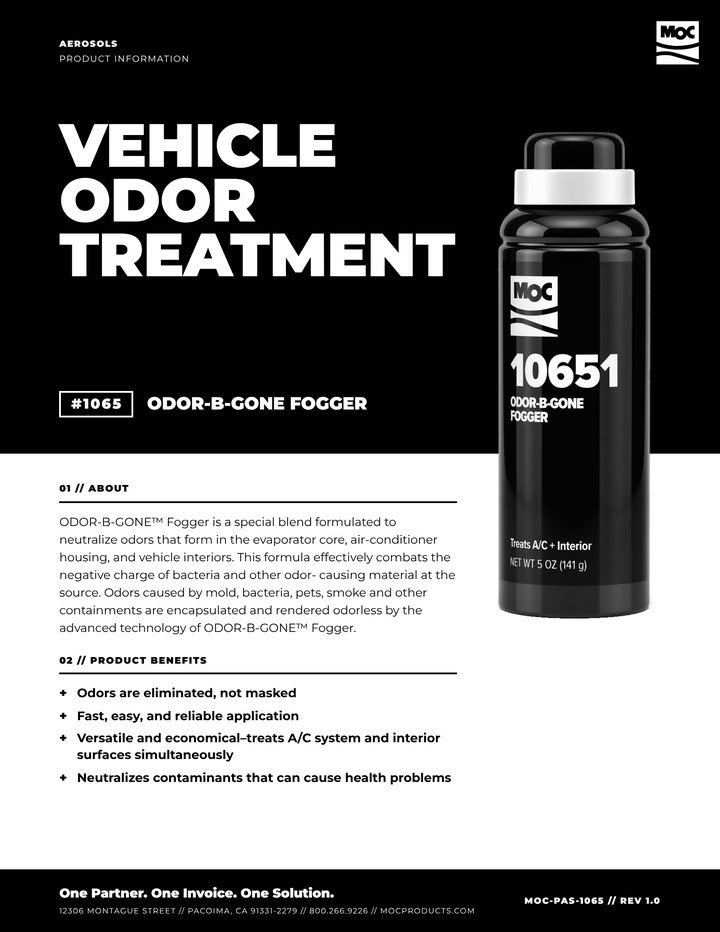 AEROSOLS
PRODUCT INFORMATION
MOC
VEHICLE
ODOR
TREATMENT
#1065
ODOR-B-GONE FOGGER
MOC
10651
ODOR-B-GONE
FOGGER
Treats A/C + Interior
NET WT 5 OZ (141 g)
01 // ABOUT
ODOR-B-GONE™ Fogger is a special blend formulated to
neutralize odors that form in the evaporator core, air-conditioner
housing, and vehicle interiors. This formula effectively combats the
negative charge of bacteria and other odor- causing material at the
source. Odors caused by mold, bacteria, pets, smoke and other
containments are encapsulated and rendered odorless by the
advanced technology of ODOR-B-GONE™ Fogger.
02 // PRODUCT BENEFITS
+ Odors are eliminated, not masked
+ Fast, easy, and reliable application
+ Versatile and economical–treats A/C system and interior
surfaces simultaneously
+ Neutralizes contaminants that can cause health problems
One Partner. One Invoice. One Solution.
12306 MONTAGUE STREET // PACOIMA, CA 91331-2279 // 800.266.9226 // MOCPRODUCTS.COM
MOC-PAS-1065 // REV 1.0